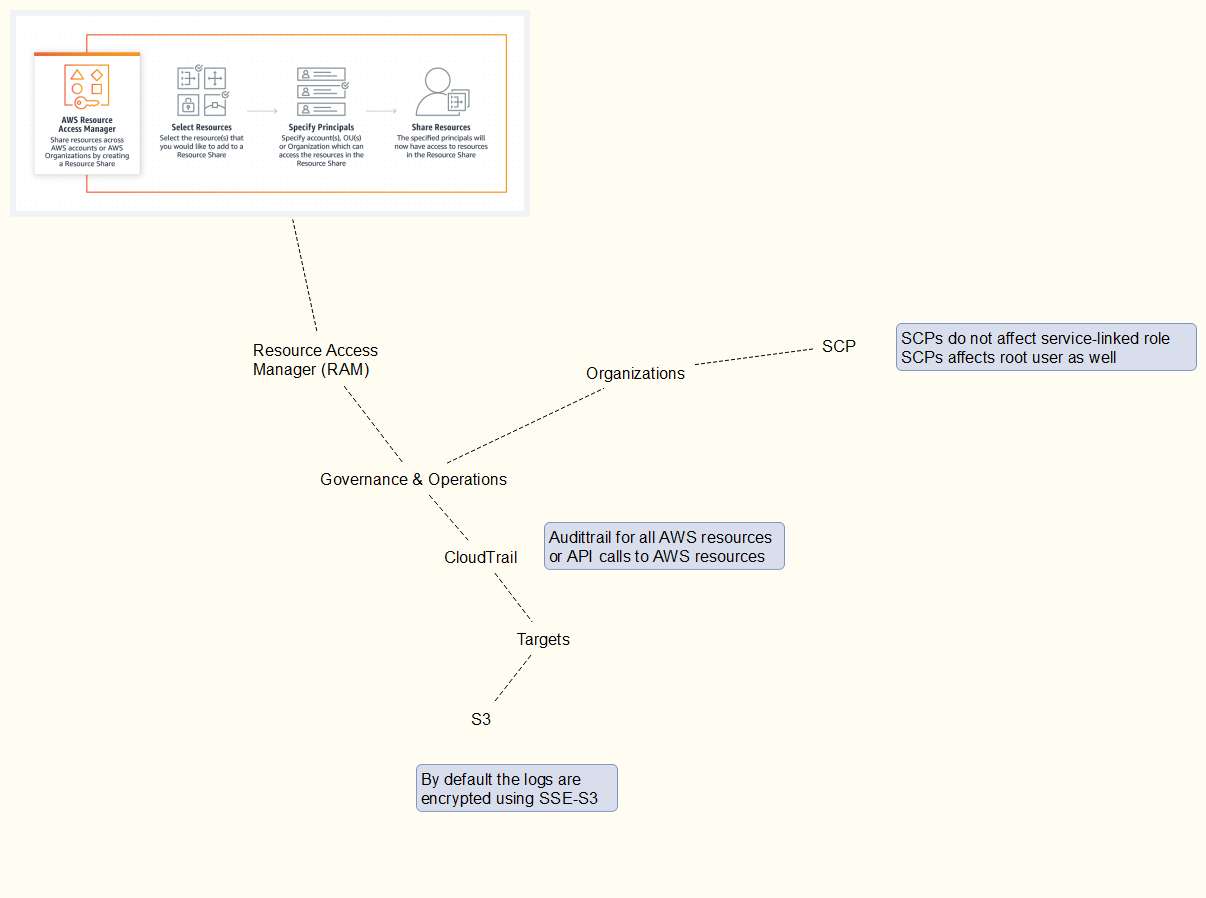 AWS Resource
Access Manager
Share resources across
AWS accounts or AWS
Organizations by creating
a Resource Share
Select Resources
Select the resource(s) that
you would like to add to a
Resource Share
Specify Principals
Specify account(s), OU(s)
or Organization which can
access the resources in the
Resource Share
Share Resources
The specified principals will
now have access to resources
in the Resource Share
Resource Access
Manager (RAM)
Organizations
SCP
SCPs do not affect service-linked role
SCPs affects root user as well
Governance & Operations
CloudTrail
Audittrail for all AWS resources
or API calls to AWS resources
Targets
S3
By default the logs are
encrypted using SSE-S3